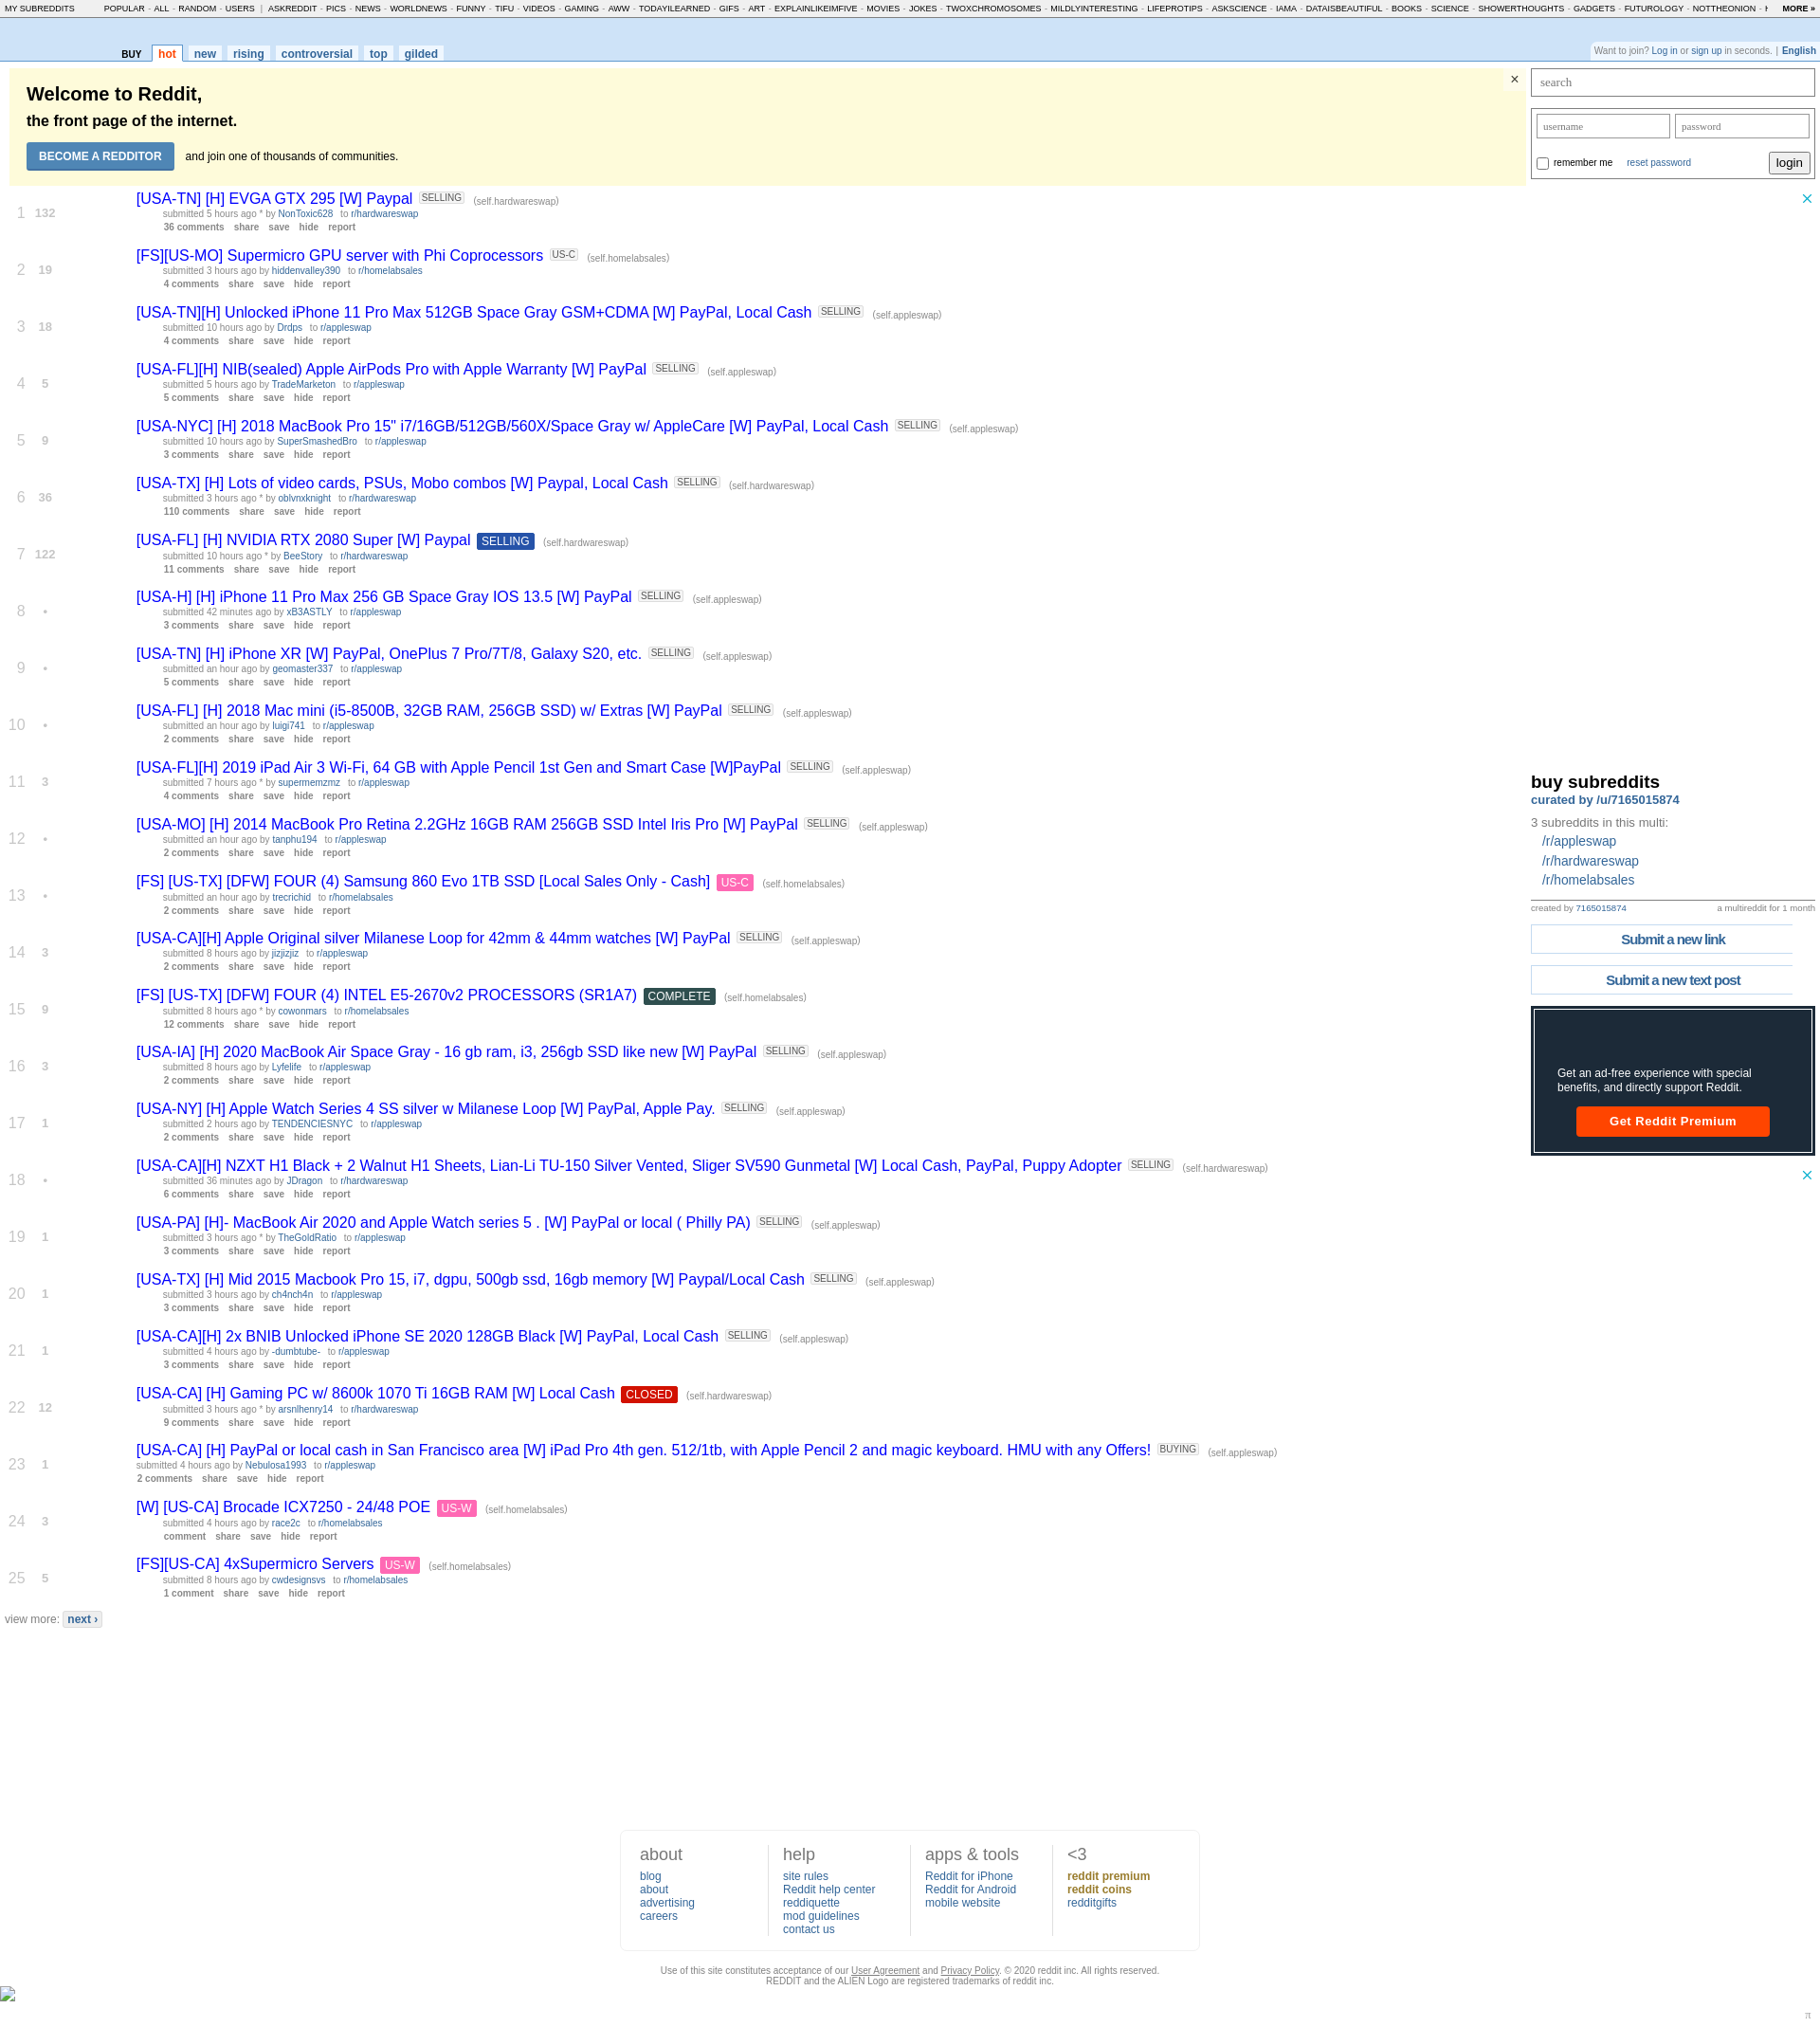 MY SUBREDDITS POPULAR - ALL - RANDOM - USERS | ASKREDDIT - PICS - NEWS - WORLDNEWS - FUNNY - TIFU - VIDEOS - GAMING - AWW - TODAYILEARNED - GIFS - ART - EXPLAINLIKEIMFIVE - MOVIES - JOKES - TWOXCHROMOSOMES - MILDLYINTERESTING - LIFEPROTIPS - ASKSCIENCE - IAMA - DATAISBEAUTIFUL - BOOKS - SCIENCE - SHOWERTHOUGHTS - GADGETS - FUTUROLOGY - NOTTHEONION - MORE »
BUY hot new rising controversial top gilded
Want to join? Log in or sign up in seconds. | English
Welcome to Reddit,
the front page of the internet.
BECOME A REDDITOR and join one of thousands of communities.
×
search
username password
remember me reset password login
1 132 [USA-TN] [H] EVGA GTX 295 [W] Paypal SELLING (self.hardwareswap)
submitted 5 hours ago * by NonToxic628 to r/hardwareswap
36 comments share save hide report
2 19 [FS][US-MO] Supermicro GPU server with Phi Coprocessors US-C (self.homelabsales)
submitted 3 hours ago by hiddenvalley390 to r/homelabsales
4 comments share save hide report
3 18 [USA-TN][H] Unlocked iPhone 11 Pro Max 512GB Space Gray GSM+CDMA [W] PayPal, Local Cash SELLING (self.appleswap)
submitted 10 hours ago by Drdps to r/appleswap
4 comments share save hide report
4 5 [USA-FL][H] NIB(sealed) Apple AirPods Pro with Apple Warranty [W] PayPal SELLING (self.appleswap)
submitted 5 hours ago by TradeMarketon to r/appleswap
5 comments share save hide report
5 9 [USA-NYC] [H] 2018 MacBook Pro 15" i7/16GB/512GB/560X/Space Gray w/ AppleCare [W] PayPal, Local Cash SELLING (self.appleswap)
submitted 10 hours ago by SuperSmashedBro to r/appleswap
3 comments share save hide report
6 36 [USA-TX] [H] Lots of video cards, PSUs, Mobo combos [W] Paypal, Local Cash SELLING (self.hardwareswap)
submitted 3 hours ago * by oblvnxknight to r/hardwareswap
110 comments share save hide report
7 122 [USA-FL] [H] NVIDIA RTX 2080 Super [W] Paypal SELLING (self.hardwareswap)
submitted 10 hours ago * by BeeStory to r/hardwareswap
11 comments share save hide report
8 • [USA-H] [H] iPhone 11 Pro Max 256 GB Space Gray IOS 13.5 [W] PayPal SELLING (self.appleswap)
submitted 42 minutes ago by xB3ASTLY to r/appleswap
3 comments share save hide report
9 • [USA-TN] [H] iPhone XR [W] PayPal, OnePlus 7 Pro/7T/8, Galaxy S20, etc. SELLING (self.appleswap)
submitted an hour ago by geomaster337 to r/appleswap
5 comments share save hide report
10 • [USA-FL] [H] 2018 Mac mini (i5-8500B, 32GB RAM, 256GB SSD) w/ Extras [W] PayPal SELLING (self.appleswap)
submitted an hour ago by luigi741 to r/appleswap
2 comments share save hide report
11 3 [USA-FL][H] 2019 iPad Air 3 Wi-Fi, 64 GB with Apple Pencil 1st Gen and Smart Case [W]PayPal SELLING (self.appleswap)
submitted 7 hours ago * by supermemzmz to r/appleswap
4 comments share save hide report
12 • [USA-MO] [H] 2014 MacBook Pro Retina 2.2GHz 16GB RAM 256GB SSD Intel Iris Pro [W] PayPal SELLING (self.appleswap)
submitted an hour ago by tanphu194 to r/appleswap
2 comments share save hide report
13 • [FS] [US-TX] [DFW] FOUR (4) Samsung 860 Evo 1TB SSD [Local Sales Only - Cash] US-C (self.homelabsales)
submitted an hour ago by trecrichid to r/homelabsales
2 comments share save hide report
14 3 [USA-CA][H] Apple Original silver Milanese Loop for 42mm & 44mm watches [W] PayPal SELLING (self.appleswap)
submitted 8 hours ago by jizjizjiz to r/appleswap
2 comments share save hide report
15 9 [FS] [US-TX] [DFW] FOUR (4) INTEL E5-2670v2 PROCESSORS (SR1A7) COMPLETE (self.homelabsales)
submitted 8 hours ago * by cowonmars to r/homelabsales
12 comments share save hide report
16 3 [USA-IA] [H] 2020 MacBook Air Space Gray - 16 gb ram, i3, 256gb SSD like new [W] PayPal SELLING (self.appleswap)
submitted 8 hours ago by Lyfelife to r/appleswap
2 comments share save hide report
17 1 [USA-NY] [H] Apple Watch Series 4 SS silver w Milanese Loop [W] PayPal, Apple Pay. SELLING (self.appleswap)
submitted 2 hours ago by TENDENCIESNYC to r/appleswap
2 comments share save hide report
18 • [USA-CA][H] NZXT H1 Black + 2 Walnut H1 Sheets, Lian-Li TU-150 Silver Vented, Sliger SV590 Gunmetal [W] Local Cash, PayPal, Puppy Adopter SELLING (self.hardwareswap)
submitted 36 minutes ago by JDragon to r/hardwareswap
6 comments share save hide report
19 1 [USA-PA] [H]- MacBook Air 2020 and Apple Watch series 5 . [W] PayPal or local ( Philly PA) SELLING (self.appleswap)
submitted 3 hours ago * by TheGoldRatio to r/appleswap
3 comments share save hide report
20 1 [USA-TX] [H] Mid 2015 Macbook Pro 15, i7, dgpu, 500gb ssd, 16gb memory [W] Paypal/Local Cash SELLING (self.appleswap)
submitted 3 hours ago by ch4nch4n to r/appleswap
3 comments share save hide report
21 1 [USA-CA][H] 2x BNIB Unlocked iPhone SE 2020 128GB Black [W] PayPal, Local Cash SELLING (self.appleswap)
submitted 4 hours ago by -dumbtube- to r/appleswap
3 comments share save hide report
22 12 [USA-CA] [H] Gaming PC w/ 8600k 1070 Ti 16GB RAM [W] Local Cash CLOSED (self.hardwareswap)
submitted 3 hours ago * by arsnlhenry14 to r/hardwareswap
9 comments share save hide report
23 1 [USA-CA] [H] PayPal or local cash in San Francisco area [W] iPad Pro 4th gen. 512/1tb, with Apple Pencil 2 and magic keyboard. HMU with any Offers! BUYING (self.appleswap)
submitted 4 hours ago by Nebulosa1993 to r/appleswap
2 comments share save hide report
24 3 [W] [US-CA] Brocade ICX7250 - 24/48 POE US-W (self.homelabsales)
submitted 4 hours ago by race2c to r/homelabsales
comment share save hide report
25 5 [FS][US-CA] 4xSupermicro Servers US-W (self.homelabsales)
submitted 8 hours ago by cwdesignsvs to r/homelabsales
1 comment share save hide report
view more: next ›
buy subreddits
curated by /u/7165015874
3 subreddits in this multi:
/r/appleswap
/r/hardwareswap
/r/homelabsales
created by 7165015874 a multireddit for 1 month
Submit a new link
Submit a new text post
Get an ad-free experience with special
benefits, and directly support Reddit.
Get Reddit Premium
about
blog
about
advertising
careers
help
site rules
Reddit help center
reddiquette
mod guidelines
contact us
apps & tools
Reddit for iPhone
Reddit for Android
mobile website
<3
reddit premium
reddit coins
redditgifts
Use of this site constitutes acceptance of our User Agreement and Privacy Policy. © 2020 reddit inc. All rights reserved.
REDDIT and the ALIEN Logo are registered trademarks of reddit inc.
π